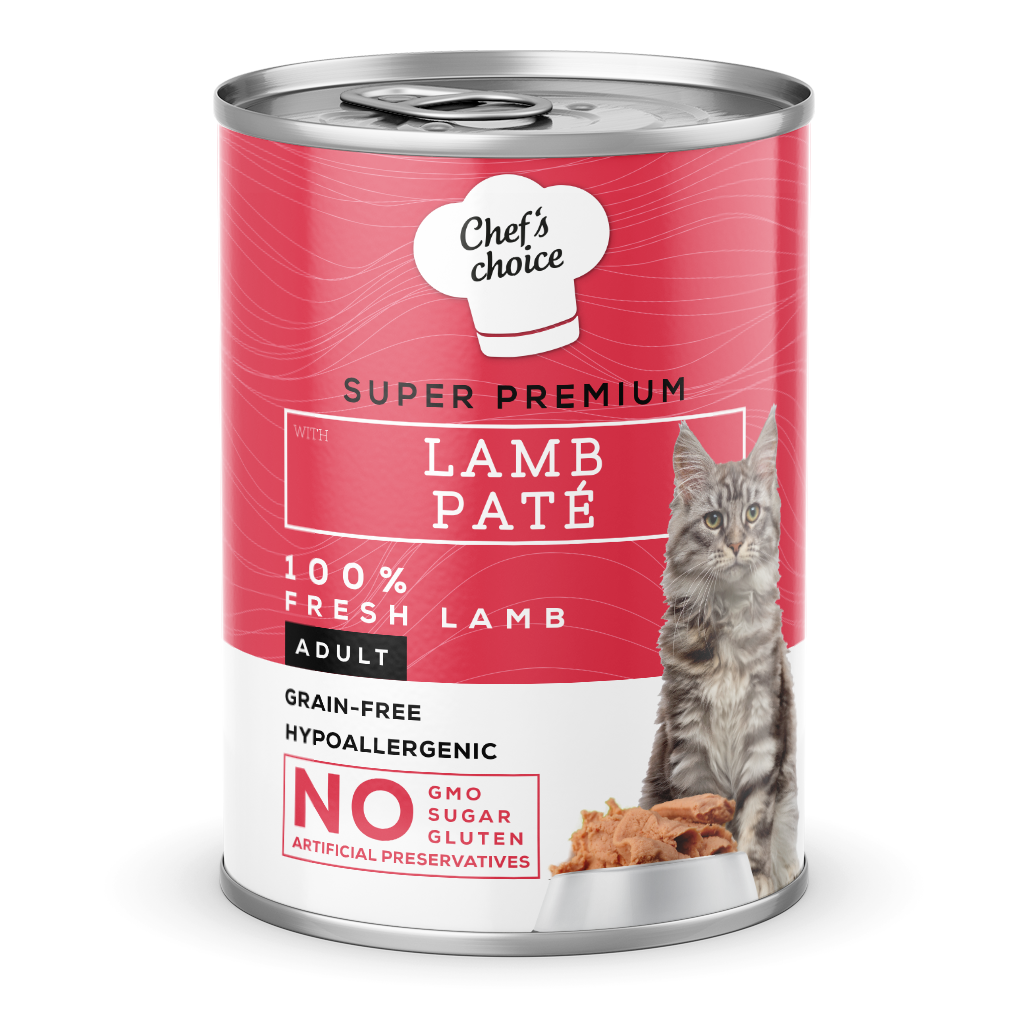 Chef's
choice
SUPER PREMIUM
WITH
LAMB
PATÉ
100%
FRESH LAMB
ADULT
GRAIN-FREE
HYPOALLERGENIC
NO
GMO
SUGAR
GLUTEN
ARTIFICIAL PRESERVATIVES